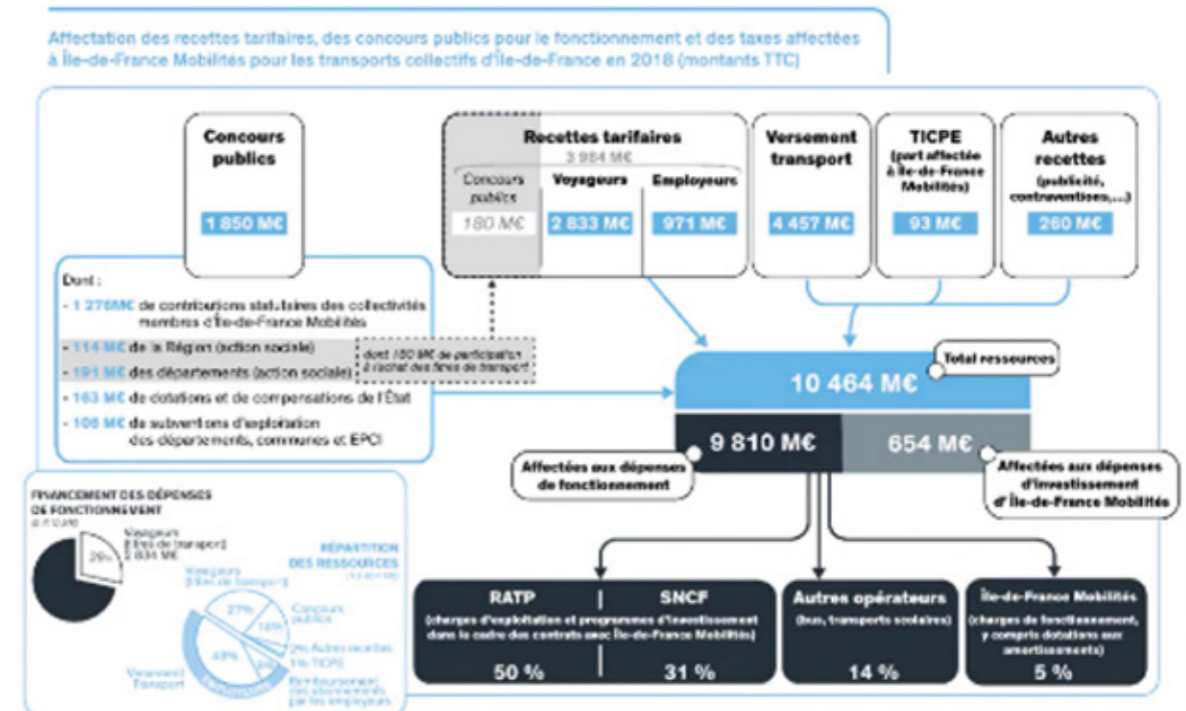 Affectation des recettes tarifaires, des concours publics pour le fonctionnement et des taxes affectées
à Île-de-France Mobilités pour les transports collectifs d'Île-de-France en 2018 (montants TTC)
Concours
publics
1 850 M€
Recettes tarifaires
3 984 M€
Concours
publics
180 M€
Voyageurs
2 833 M€
Employeurs
971 M€
Versement
transport
4 457 M€
TICPE
(part affectée
à Île-de-France
Mobilités)
93 M€
Autres
recettes
(publicité,
contraventions,...)
260 M€
Dont :
- 1 276M€ de contributions statutaires des collectivités
membres d'Île-de-France Mobilités
- 114 M€ de la Région (action sociale)
- 191 M€ des départements (action sociale)
- 163 M€ de dotations et de compensations de l'État
- 106 M€ de subventions d'exploitation
des départements, communes et EPCI
dont 180 M€ de participation
à l'achat des titres de transport
Total ressources
10 464 M€
9 810 M€
654 M€
Affectées aux dépenses
de fonctionnement
Affectées aux dépenses
d'investissement
d' Île-de-France Mobilités
FINANCEMENT DES DÉPENSES
DE FONCTIONNEMENT
Voyageurs
(titres de transport)
2 834 M€
29%
RÉPARTITION
DES RESSOURCES
Voyageurs
(titres de transport)
27%
Concours
publics
18%
2% Autres recettes
1% TICPE
43%
9%
Versement
Transport
Remboursement
des abonnements
par les employeurs
RATP
SNCF
(charges d'exploitation et programmes d'investissement
dans le cadre des contrats avec Île-de-France Mobilités)
50 %
31 %
Autres opérateurs
(bus, transports scolaires)
14 %
Île-de-France Mobilités
(charges de fonctionnement,
y compris dotations aux
amortissements)
5 %